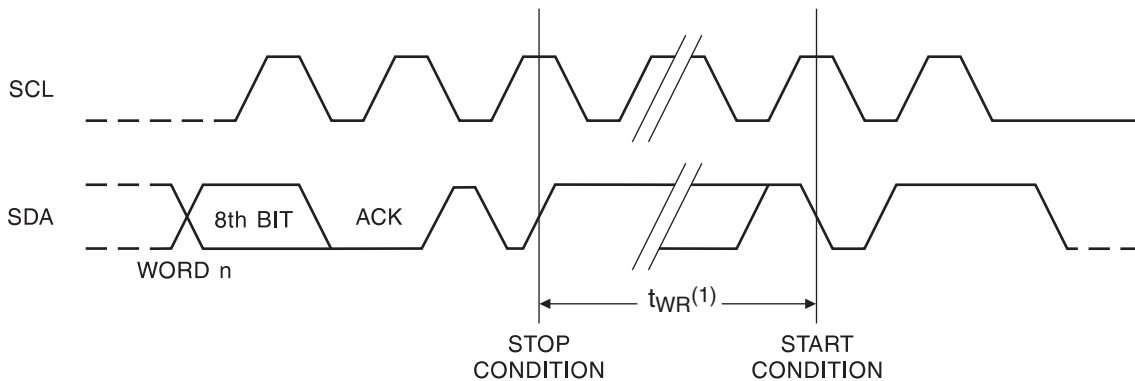 SCL
SDA
8th BIT
ACK
WORD n
tWR(1)
STOP
CONDITION
START
CONDITION